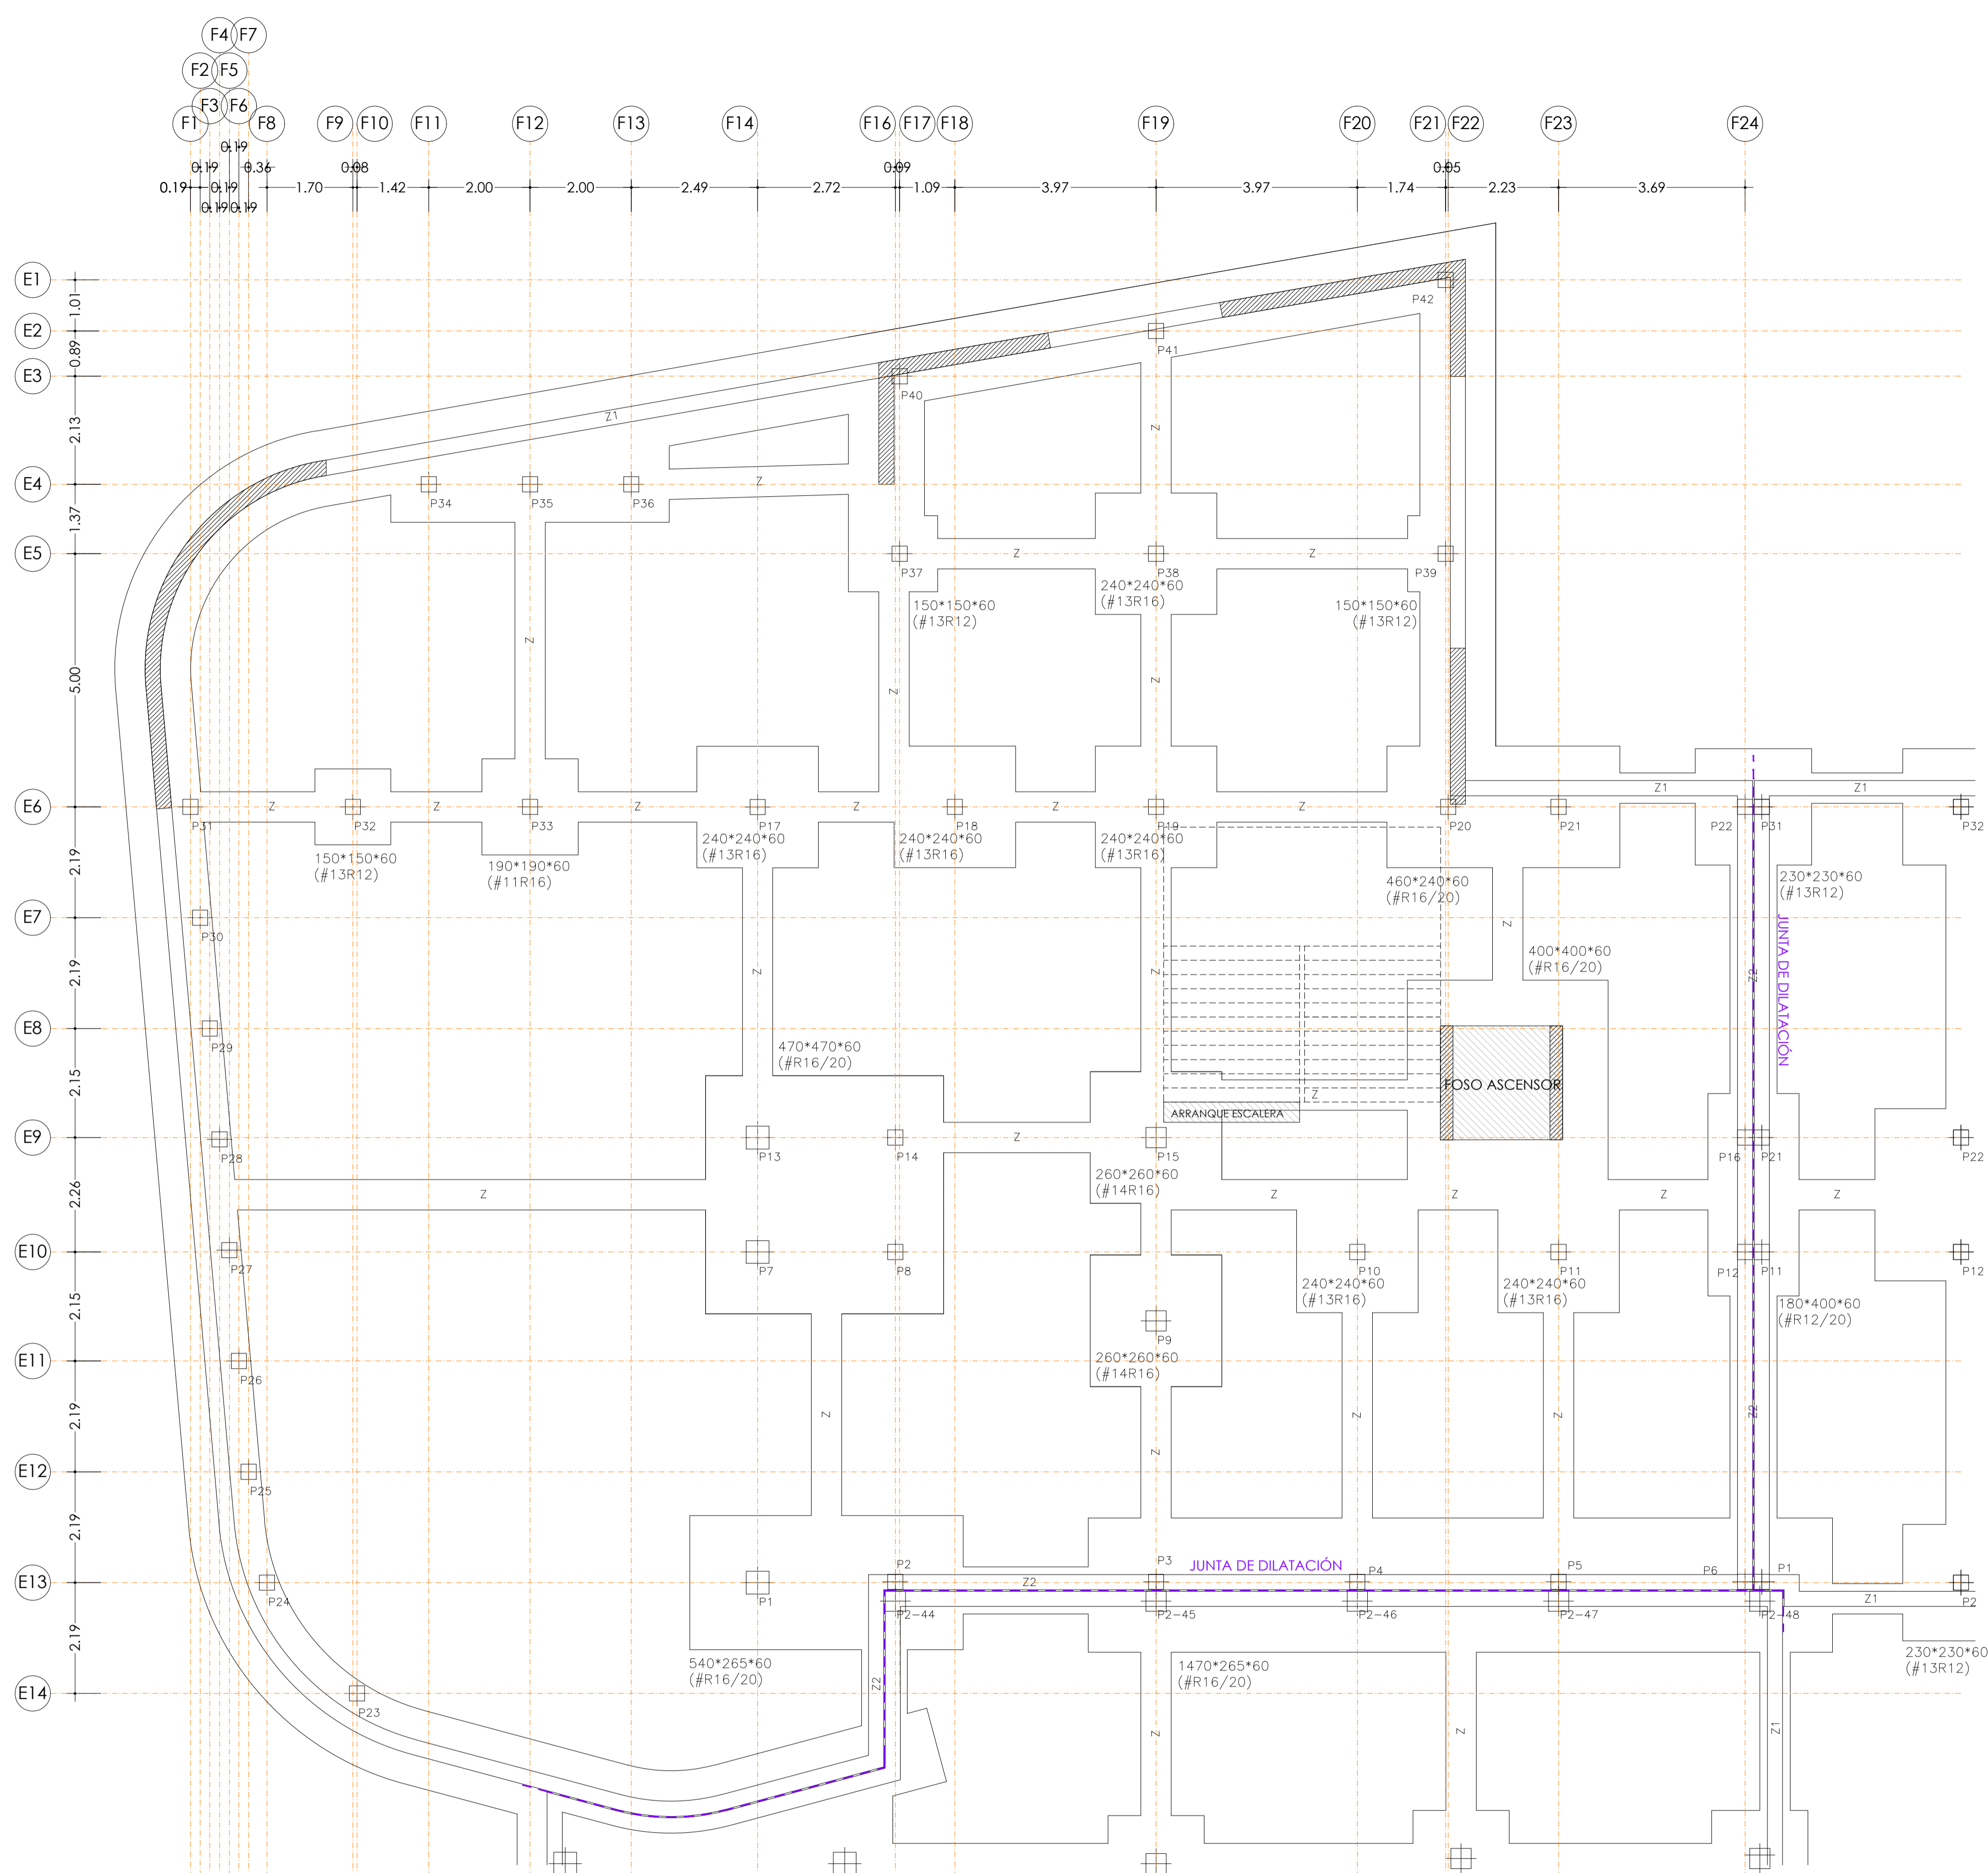 F4 F7
F2 F5
F3 F6
F1 F8 F9 F10 F11 F12 F13 F14 F16 F17 F18 F19 F20 F21 F22 F23 F24
0.19
0.19 0.36 0.08 0.09 0.05
0.19 0.19 1.70 1.42 2.00 2.00 2.49 2.72 1.09 3.97 3.97 1.74 2.23 3.69
0.19 0.19
E1
1.01
P42
E2
0.89
P41
E3
P40
Z1
2.13
Z
E4
Z
P34 P35 P36
1.37
E5
Z Z
P37 P38 P39
240*240*60
(#13R16)
150*150*60
(#13R12)
150*150*60
(#13R12)
5.00
Z Z Z
Z1 Z1
E6
Z Z Z Z Z Z
P31 P32 P33 P17 P18 P19 P20 P21 P22 P31 P32
240*240*60
(#13R16)
240*240*60
(#13R16)
240*240*60
(#13R16)
150*150*60
(#13R12)
190*190*60
(#11R16)
460*240*60
(#R16/20)
230*230*60
(#13R12)
2.19
E7
P30
Z
JUNTA DE DILATACIÓN
400*400*60
(#R16/20)
2.19
Z Z Z2
E8
P29
470*470*60
(#R16/20)
2.15
FOSO ASCENSOR
Z
ARRANQUE ESCALERA
E9
Z
P28 P13 P14 P15 P16 P21 P22
260*260*60
(#14R16)
2.26
Z Z Z Z Z
E10
P27 P7 P8 P10 P11 P12 P11 P12
240*240*60
(#13R16)
240*240*60
(#13R16)
180*400*60
(#R12/20)
2.15
P9
260*260*60
(#14R16)
E11
P26
2.19
Z Z Z Z Z2
E12
P25
2.19
JUNTA DE DILATACIÓN
P2 P3 P4 P5 P6 P1
E13
Z2
Z1
P24 P1 P2-44 P2-45 P2-46 P2-47 P2-48 P2
2.19
540*265*60
(#R16/20)
1470*265*60
(#R16/20)
230*230*60
(#13R12)
Z2
E14
P23
Z Z Z1